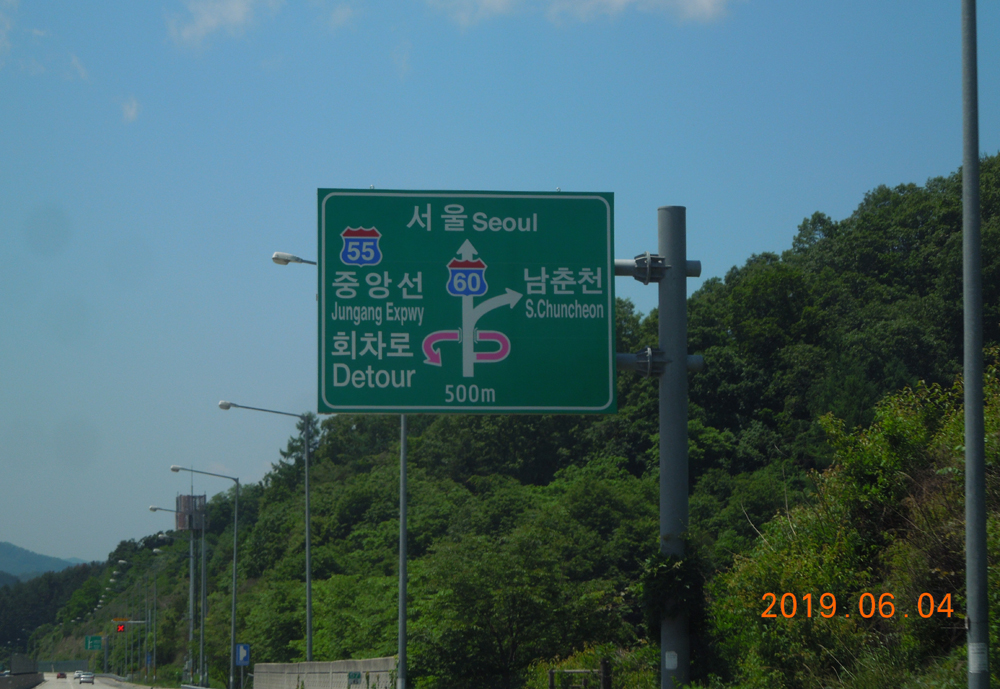 서울 Seoul
55
중앙선
Jungang Expwy
60
남춘천
S.Chuncheon
회차로
Detour
500m
P
2019.06.04